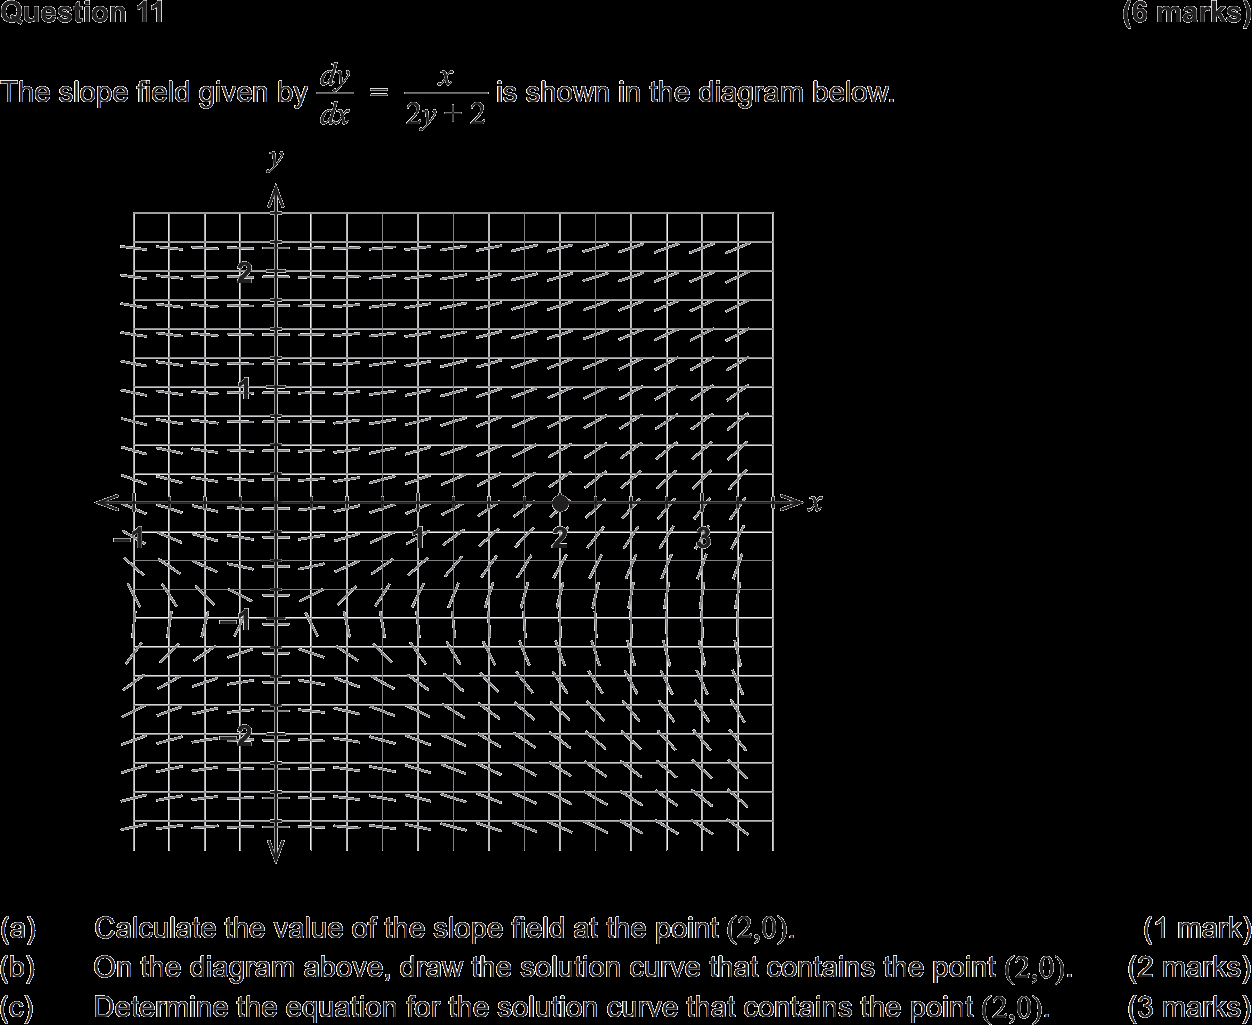 Question 11 (6 marks)
The slope field given by dy/dx = x/(2y + 2) is shown in the diagram below.
y
2
1
x
–1 1 2 3
–1
–2
(a) Calculate the value of the slope field at the point (2,0). (1 mark)
(b) On the diagram above, draw the solution curve that contains the point (2,0). (2 marks)
(c) Determine the equation for the solution curve that contains the point (2,0). (3 marks)